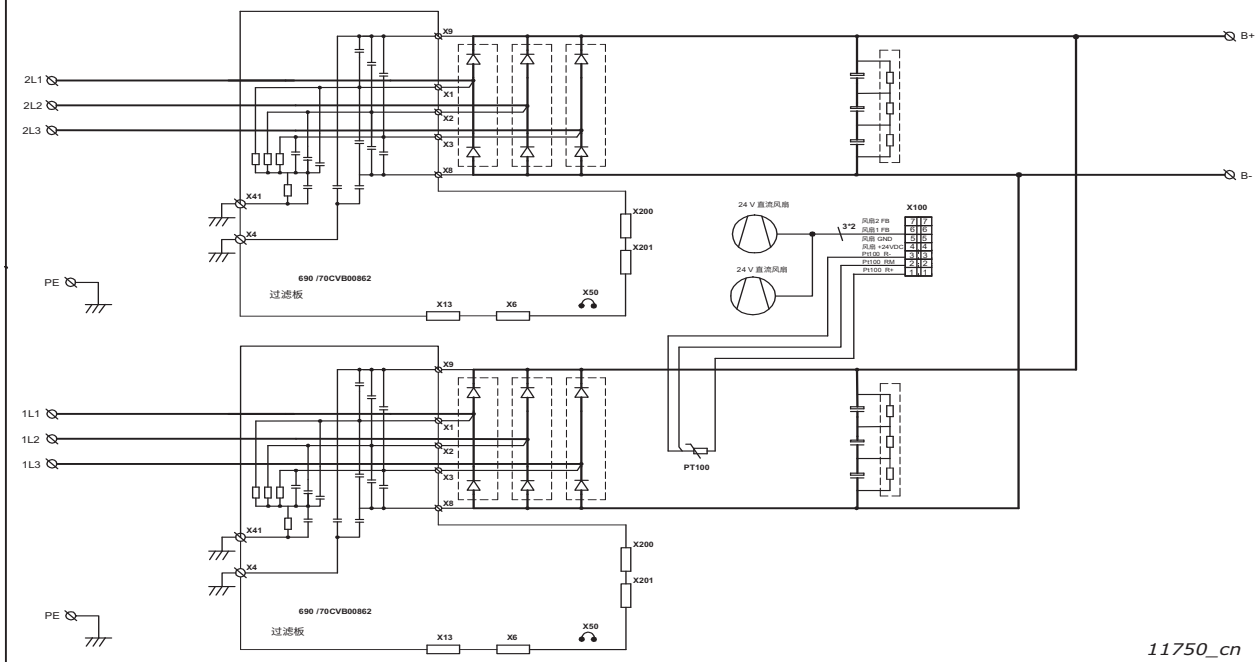 X9
B+
2L1
X1
2L2
X2
2L3
X3
X8
B-
X41
X4
X200
X201
690 /70CVB00862
过滤板
X50
X13
X6
PE
24 V 直流风扇
24 V 直流风扇
3*2
X100
风扇2 FB 7 7
风扇1 FB 6 6
风扇 GND 5 5
风扇 +24VDC 4 4
Pt100 R- 3 3
Pt100 RM 2 2
Pt100 R+ 1 1
PT100
X9
1L1
X1
1L2
X2
1L3
X3
X8
X41
X4
X200
X201
690 /70CVB00862
过滤板
X50
X13
X6
PE
11750_cn